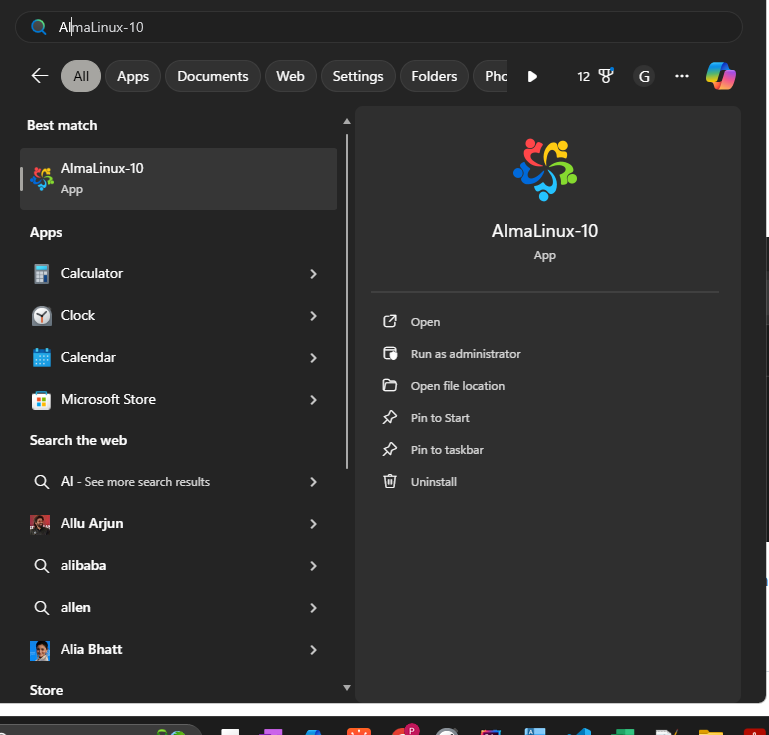 AlmaLinux-10
All
Apps
Documents
Web
Settings
Folders
Pho
12
G
Best match
AlmaLinux-10
App
Apps
Calculator
Clock
Calendar
Microsoft Store
Search the web
Al - See more search results
Allu Arjun
alibaba
allen
Alia Bhatt
Store
AlmaLinux-10
App
Open
Run as administrator
Open file location
Pin to Start
Pin to taskbar
Uninstall
P